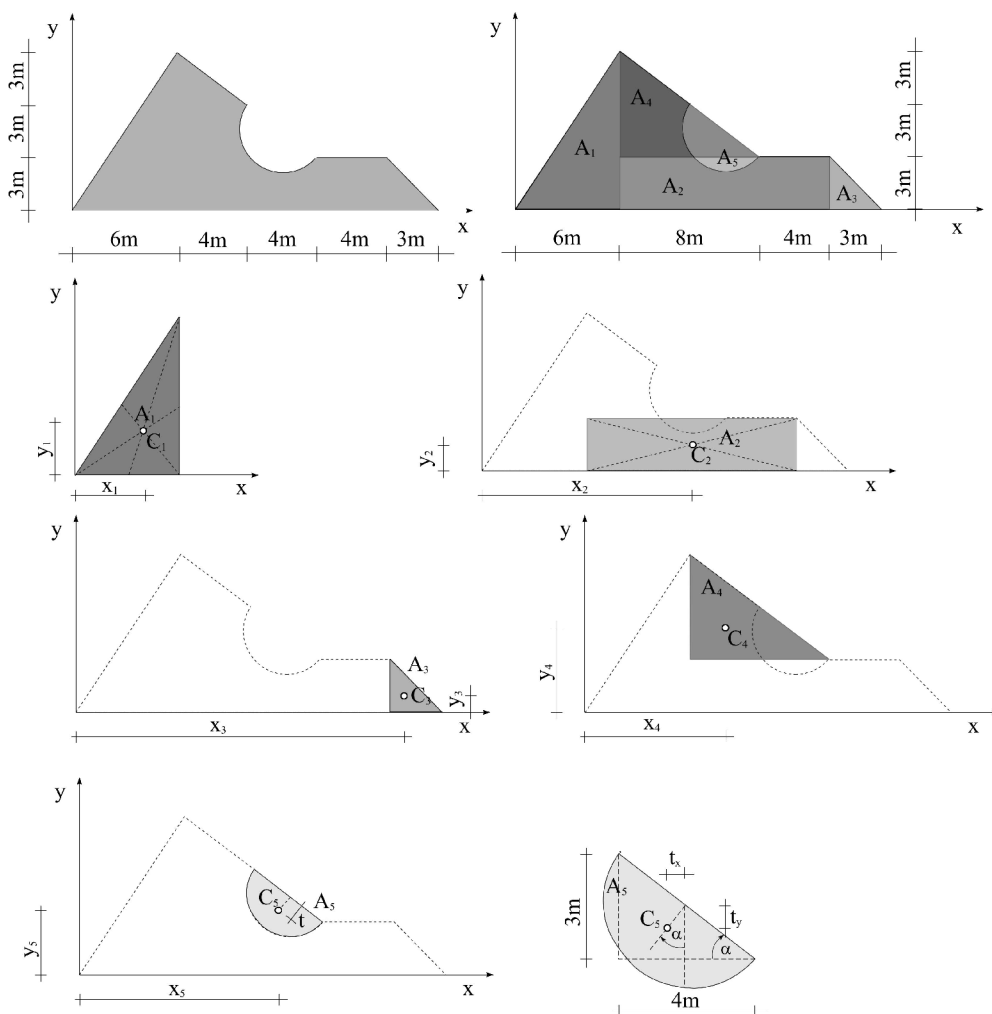 y
3m
3m
3m
6m 4m 4m 4m 3m
x
y
A₄
A₁
A₅
A₂
A₃
3m
3m
3m
6m 8m 4m 3m
x
y
A₁
C₁
y₁
x₁
x
y
A₂
C₂
y₂
x₂
x
y
A₃
C₃
y₃
x₃
x
y
A₄
C₄
y₄
x₄
x
y
C₅
A₅
t
y₅
x₅
x
tₓ
A₅
3m
C₅
t_y
α
α
4m